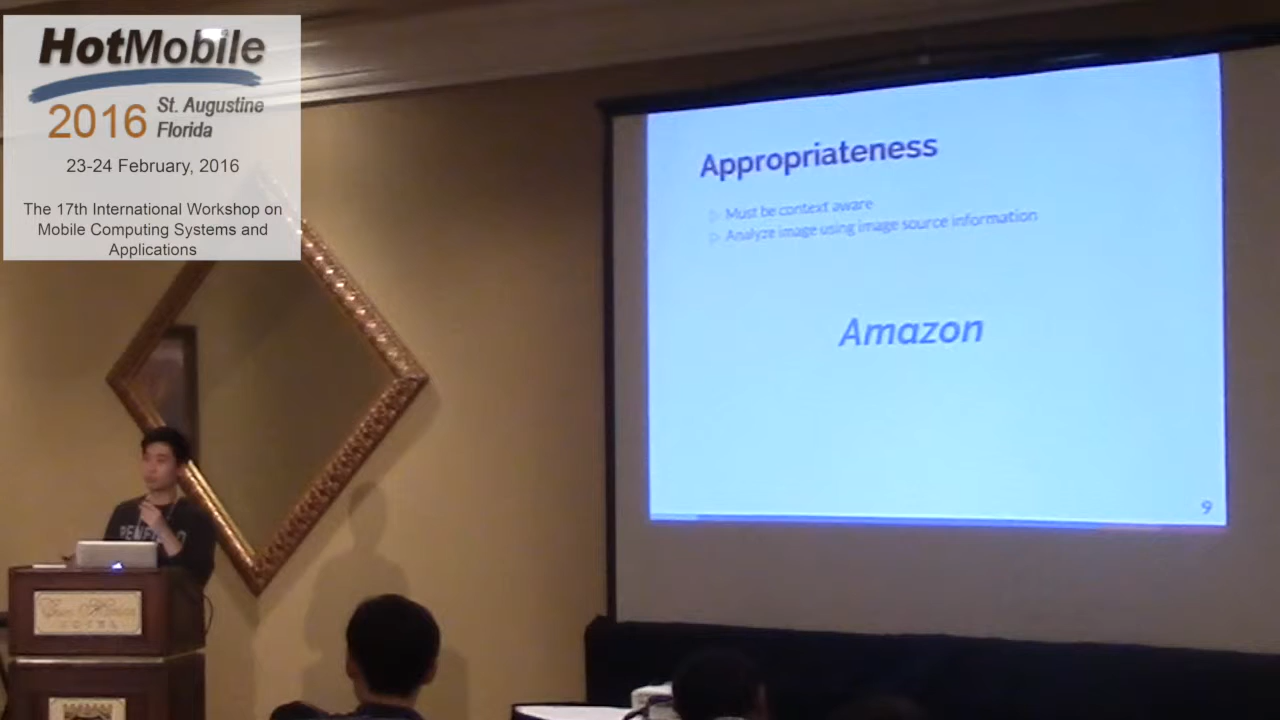 HotMobile
2016
St. Augustine
Florida
23-24 February, 2016
The 17th International Workshop on
Mobile Computing Systems and
Applications
Appropriateness
Must be context aware
Analyze image using image source information
Amazon
9